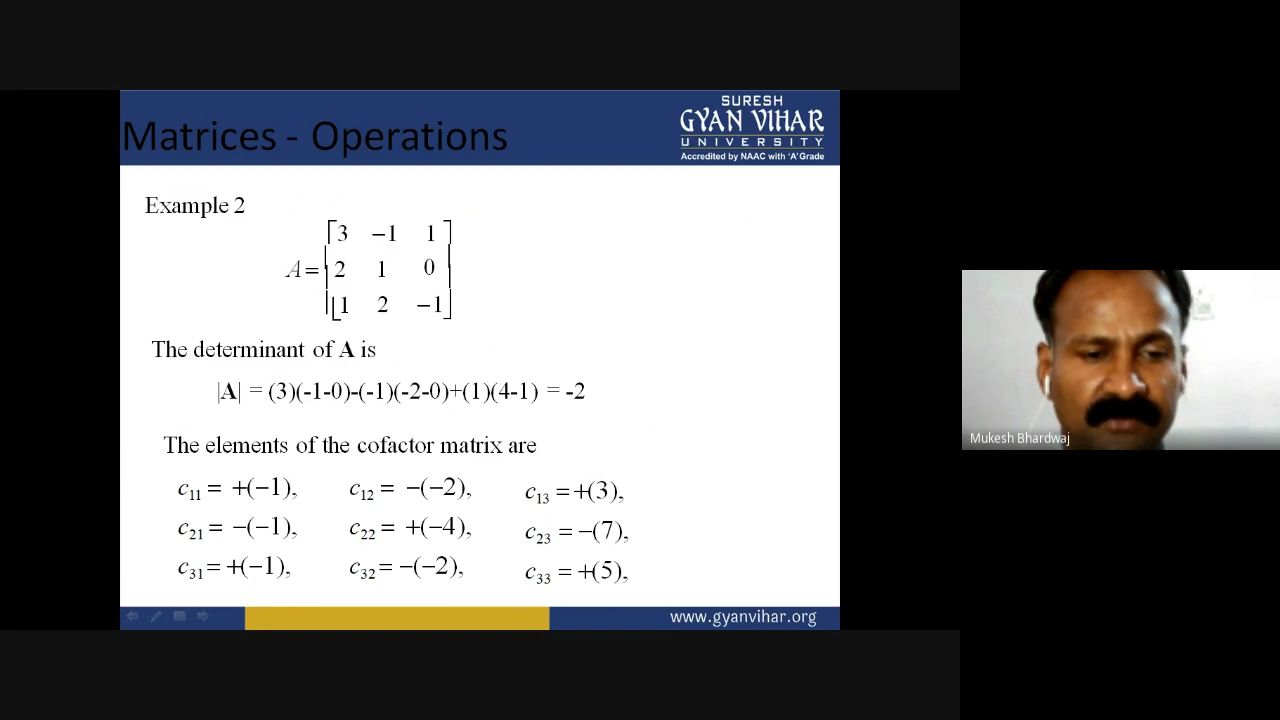 Matrices - Operations
SURESH
GYAN VIHAR
UNIVERSITY
Accredited by NAAC with 'A' Grade
Example 2
A = [3 −1 1
2 1 0
1 2 −1]
The determinant of A is
|A| = (3)(-1-0)-(-1)(-2-0)+(1)(4-1) = -2
The elements of the cofactor matrix are
c₁₁ = +(−1), c₁₂ = −(−2), c₁₃ = +(3),
c₂₁ = −(−1), c₂₂ = +(−4), c₂₃ = −(7),
c₃₁ = +(−1), c₃₂ = −(−2), c₃₃ = +(5),
www.gyanvihar.org
Mukesh Bhardwaj